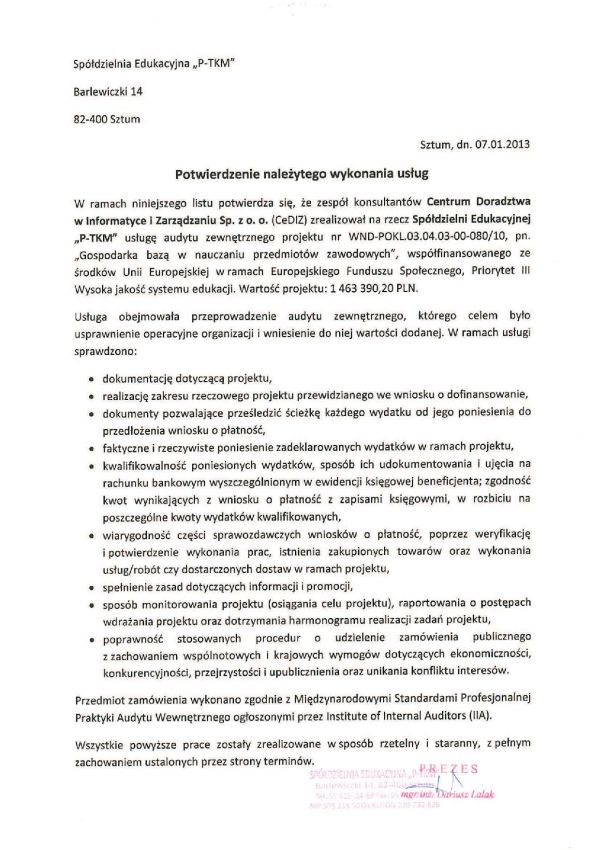 Spółdzielnia Edukacyjna „P-TKM"
Barlewiczki 14
82-400 Sztum
Sztum, dn. 07.01.2013
Potwierdzenie należytego wykonania usług
W ramach niniejszego listu potwierdza się, że zespół konsultantów Centrum Doradztwa
w Informatyce i Zarządzaniu Sp. z o. o. (CeDIZ) zrealizował na rzecz Spółdzielni Edukacyjnej
„P-TKM" usługę audytu zewnętrznego projektu nr WND-POKL.03.04.03-00-080/10, pn.
„Gospodarka bazą w nauczaniu przedmiotów zawodowych", współfinansowanego ze
środków Unii Europejskiej w ramach Europejskiego Funduszu Społecznego, Priorytet III
Wysoka jakość systemu edukacji. Wartość projektu: 1 463 390,20 PLN.
Usługa obejmowała przeprowadzenie audytu zewnętrznego, którego celem było
usprawnienie operacyjne organizacji i wniesienie do niej wartości dodanej. W ramach usługi
sprawdzono:
• dokumentację dotyczącą projektu,
• realizację zakresu rzeczowego projektu przewidzianego we wniosku o dofinansowanie,
• dokumenty pozwalające prześledzić ścieżkę każdego wydatku od jego poniesienia do
przedłożenia wniosku o płatność,
• faktyczne i rzeczywiste poniesienie zadeklarowanych wydatków w ramach projektu,
• kwalifikowalność poniesionych wydatków, sposób ich udokumentowania i ujęcia na
rachunku bankowym wyszczególnionym w ewidencji księgowej beneficjenta; zgodność
kwot wynikających z wniosku o płatność z zapisami księgowymi, w rozbiciu na
poszczególne kwoty wydatków kwalifikowanych,
• wiarygodność części sprawozdawczych wniosków o płatność, poprzez weryfikację
i potwierdzenie wykonania prac, istnienia zakupionych towarów oraz wykonania
usług/robót czy dostarczonych dostaw w ramach projektu,
• spełnienie zasad dotyczących informacji i promocji,
• sposób monitorowania projektu (osiągania celu projektu), raportowania o postępach
wdrażania projektu oraz dotrzymania harmonogramu realizacji zadań projektu,
• poprawność stosowanych procedur o udzielenie zamówienia publicznego
z zachowaniem wspólnotowych i krajowych wymogów dotyczących ekonomiczności,
konkurencyjności, przejrzystości i upublicznienia oraz unikania konfliktu interesów.
Przedmiot zamówienia wykonano zgodnie z Międzynarodowymi Standardami Profesjonalnej
Praktyki Audytu Wewnętrznego ogłoszonymi przez Institute of Internal Auditors (IIA).
Wszystkie powyższe prace zostały zrealizowane w sposób rzetelny i staranny, z pełnym
zachowaniem ustalonych przez strony terminów.
PREZES
SPÓŁDZIELNIA EDUKACYJNA „P-TKM"
Barlewiczki 14, 82-400 Sztum
mgr inż. Dariusz Lalak